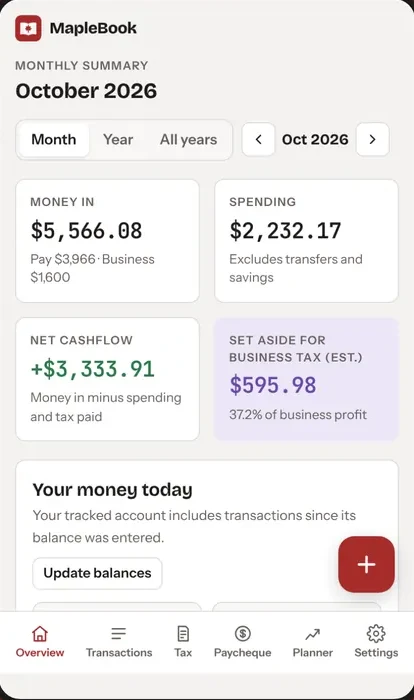 MapleBook
MONTHLY SUMMARY
October 2026
Month Year All years Oct 2026
MONEY IN
$5,566.08
Pay $3,966 · Business
$1,600
SPENDING
$2,232.17
Excludes transfers and
savings
NET CASHFLOW
+$3,333.91
Money in minus spending
and tax paid
SET ASIDE FOR
BUSINESS TAX (EST.)
$595.98
37.2% of business profit
Your money today
Your tracked account includes transactions since its
balance was entered.
Update balances
Overview Transactions Tax Paycheque Planner Settings